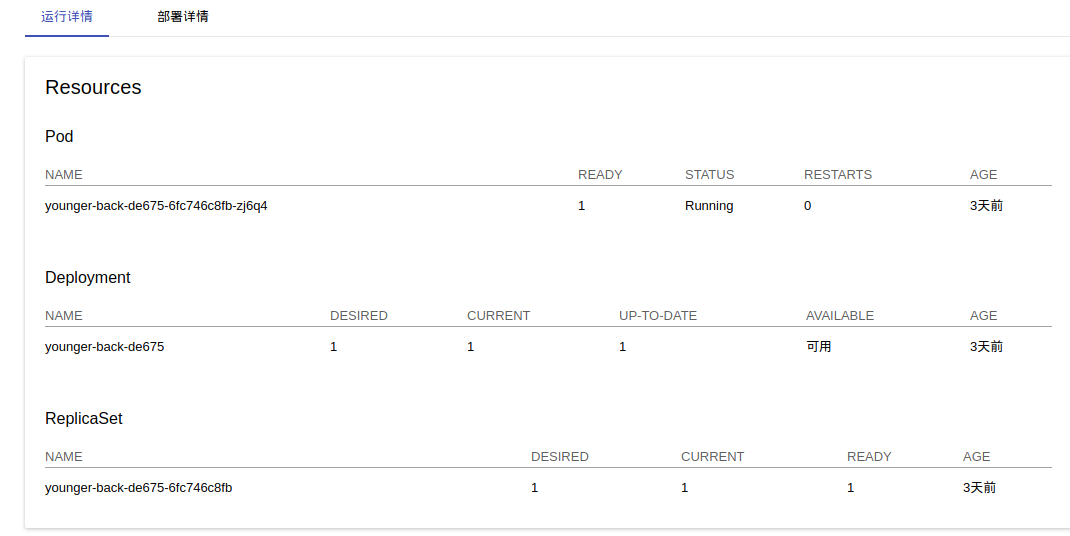 运行详情 部署详情
Resources
Pod
NAME READY STATUS RESTARTS AGE
younger-back-de675-6fc746c8fb-zj6q4 1 Running 0 3天前
Deployment
NAME DESIRED CURRENT UP-TO-DATE AVAILABLE AGE
younger-back-de675 1 1 1 可用 3天前
ReplicaSet
NAME DESIRED CURRENT READY AGE
younger-back-de675-6fc746c8fb 1 1 1 3天前